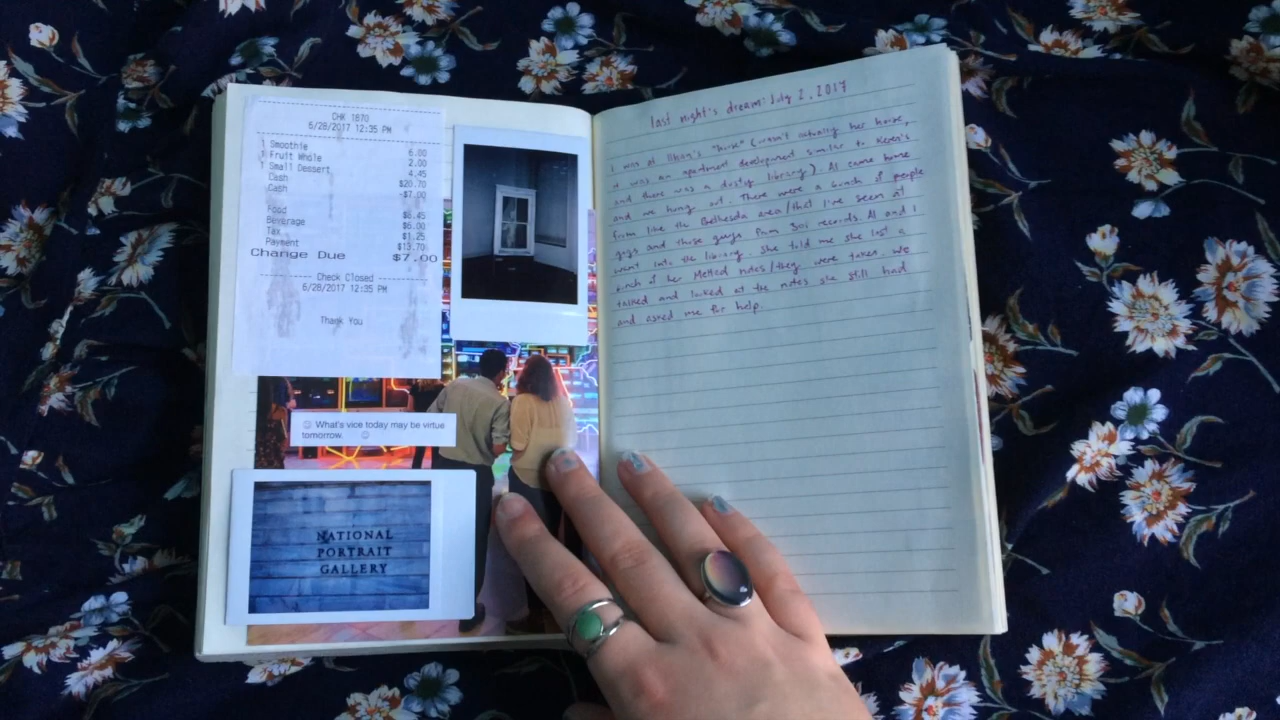 CHK 1870
6/28/2017 12:35 PM
1 Smoothie 6.00
1 Fruit Whole 2.00
1 Small Dessert 4.45
Cash $20.70
Cash -$7.00
Food $6.45
Beverage $6.00
Tax $1.25
Payment $13.70
Change Due $7.00
Check Closed
6/28/2017 12:35 PM
Thank You
☺ What's vice today may be virtue
tomorrow. ☺
NATIONAL
PORTRAIT
GALLERY
last night's dream: July 2, 2017
I was at "house" (wasn't actually her house,
it was an apartment development similar to Keren's
and there was a dusty library.) Al came home
and we hung out. There were a bunch of people
from like the Bethesda area/that I've seen at
gigs and those guys from records. Al and I
went into the library. She told me she lost a
bunch of her Method notes/they were taken. We
talked and looked at the notes she still had
and asked me for help.